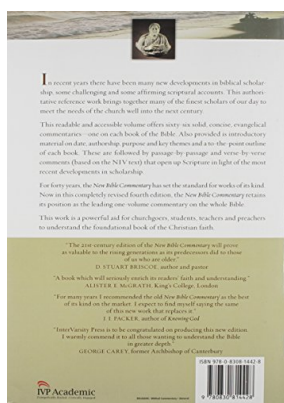 In recent years there have been many new developments in biblical scholar-
ship, some challenging and some affirming scriptural accounts. This authori-
tative reference work brings together many of the finest scholars of our day to
meet the needs of the church well into the next century.
This readable and accessible volume offers sixty-six solid, concise, evangelical
commentaries—one on each book of the Bible. Also provided is introductory
material on date, authorship, purpose and key themes and a to-the-point outline
of each book. These are followed by passage-by-passage and verse-by-verse
comments (based on the NIV text) that open up Scripture in light of the most
recent developments in scholarship.
For forty years, the New Bible Commentary has set the standard for works of its kind.
Now in this completely revised fourth edition, the New Bible Commentary retains
its position as the leading one-volume commentary on the whole Bible.
This work is a powerful aid for churchgoers, students, teachers and preachers
to understand the foundational book of the Christian faith.
"The 21st-century edition of the New Bible Commentary will prove
as valuable to the rising generations as its predecessors did to those
of us who are older."
D. STUART BRISCOE, author and pastor
"A book which will seriously enrich its readers' faith and understanding."
ALISTER E. McGRATH, King's College, London
"For many years I recommended the old New Bible Commentary as the best
of its kind on the market. I expect to find myself saying the same
of this new work that replaces it."
J. I. PACKER, author of Knowing God
"InterVarsity Press is to be congratulated on producing this new edition.
I warmly commend it to all those wanting to understand the Bible
in greater depth."
GEORGE CAREY, former Archbishop of Canterbury
ISBN 978-0-8308-1442-8
9 780830 814428
IVP Academic